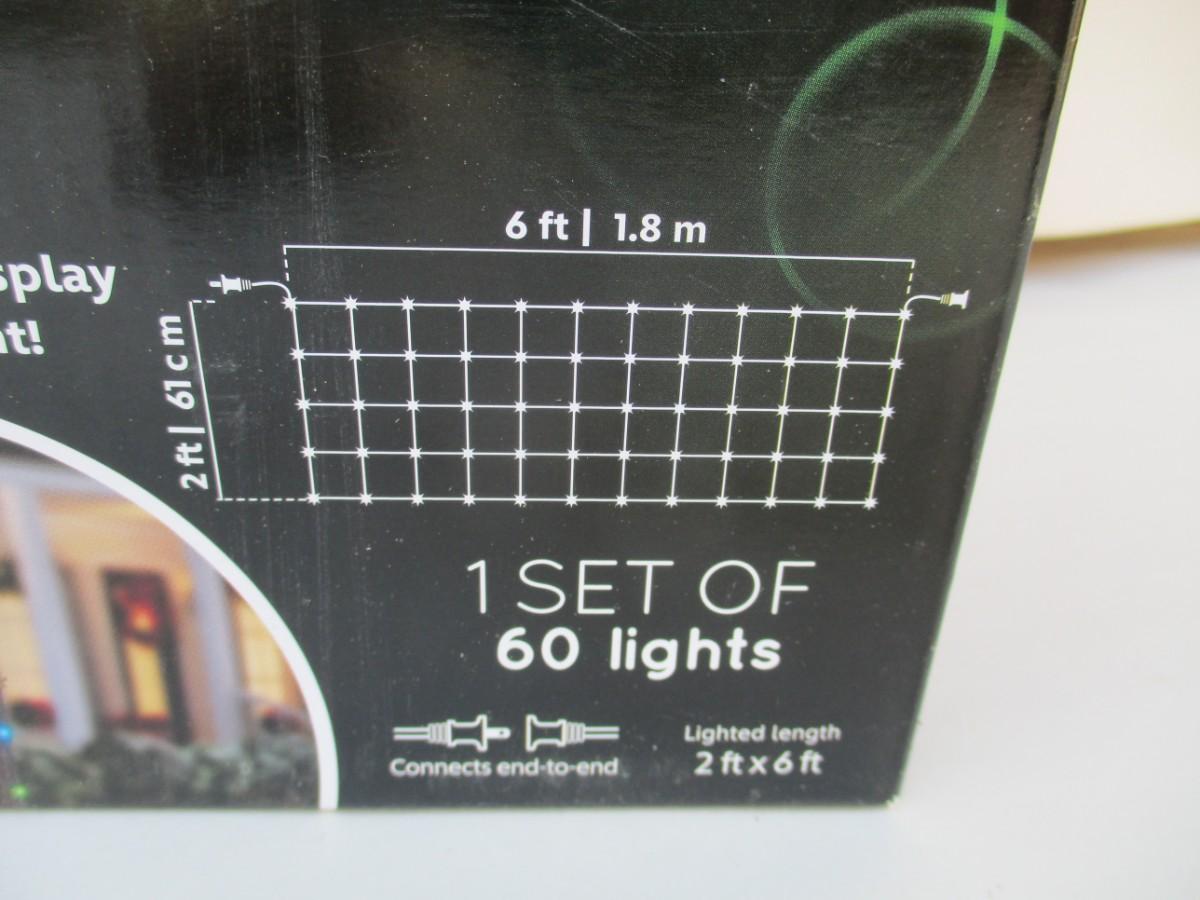 6 ft | 1.8 m
2 ft | 61 cm
1 SET OF
60 lights
Connects end-to-end
Lighted length
2 ft x 6 ft